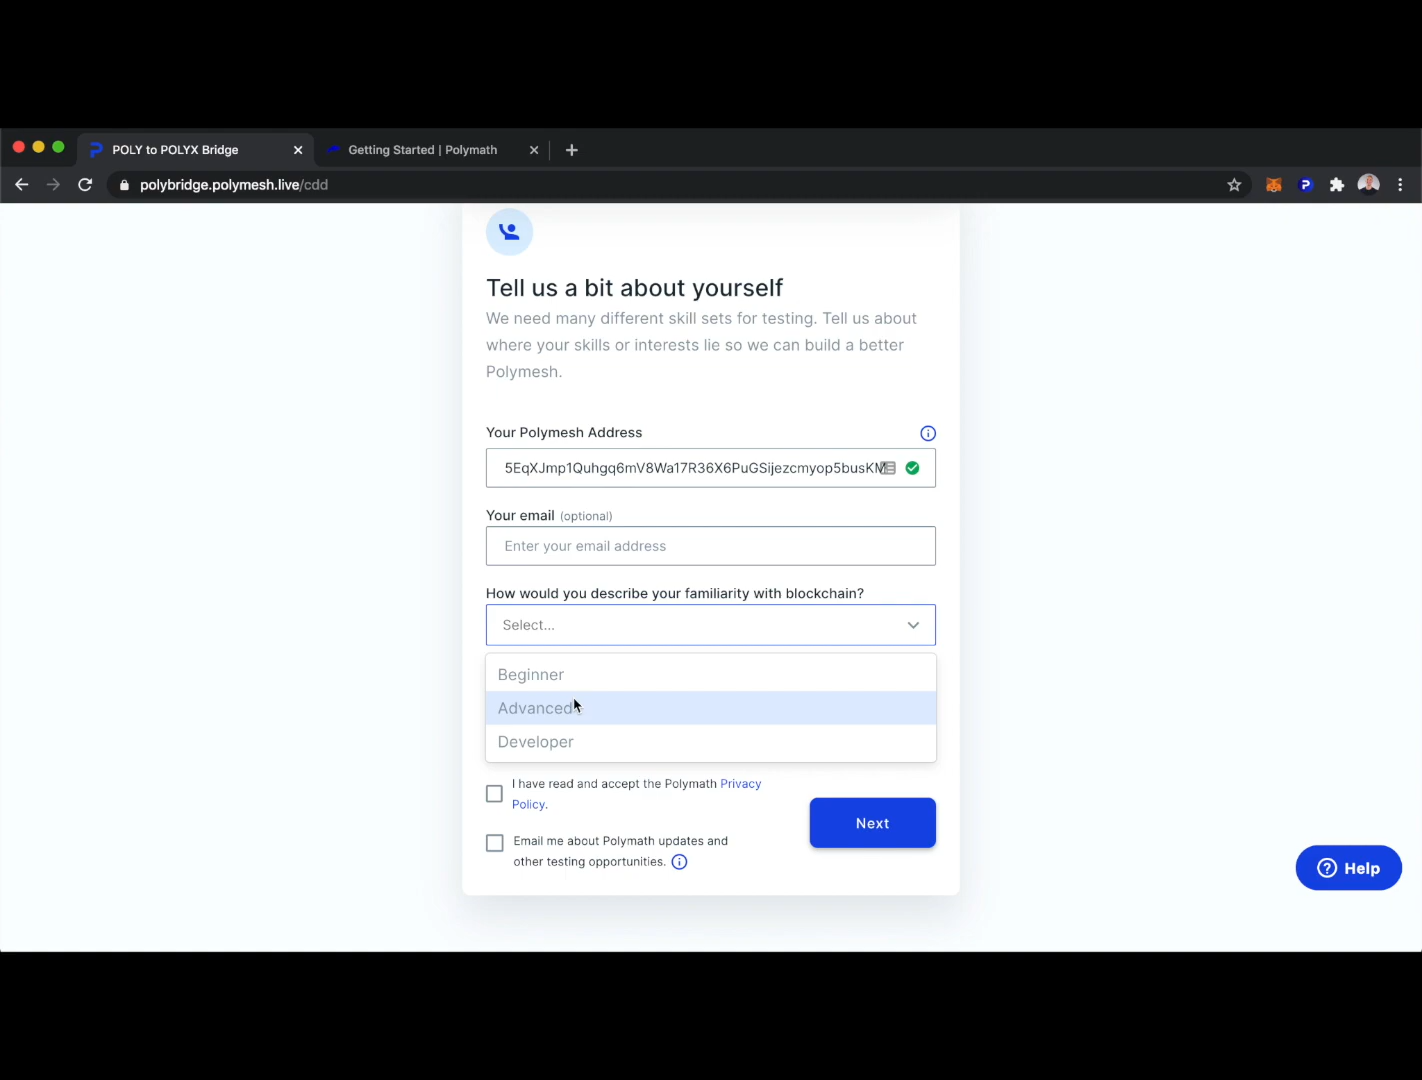 POLY to POLYX Bridge
Getting Started | Polymath
polybridge.polymesh.live/cdd
Tell us a bit about yourself
We need many different skill sets for testing. Tell us about
where your skills or interests lie so we can build a better
Polymesh.
Your Polymesh Address
5EqXJmp1Quhgq6mV8Wa17R36X6PuGSijezcmyop5busKM
Your email (optional)
Enter your email address
How would you describe your familiarity with blockchain?
Select...
Beginner
Advanced
Developer
I have read and accept the Polymath Privacy
Policy.
Next
Email me about Polymath updates and
other testing opportunities.
Help